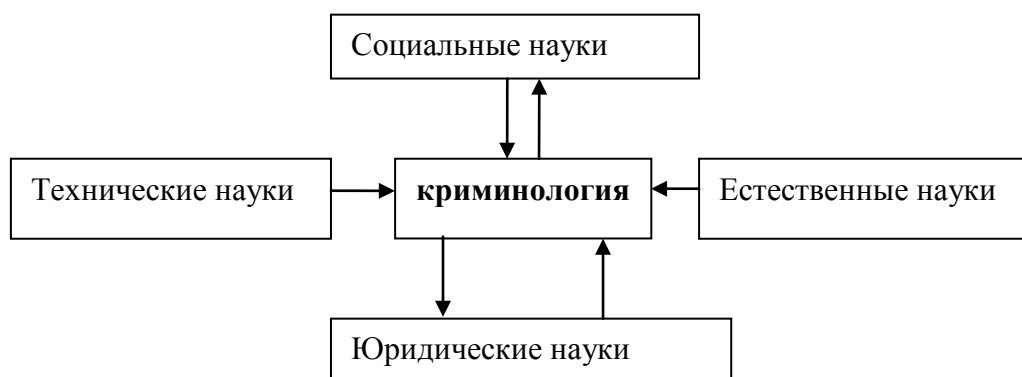 Социальные науки
Технические науки
криминология
Естественные науки
Юридические науки